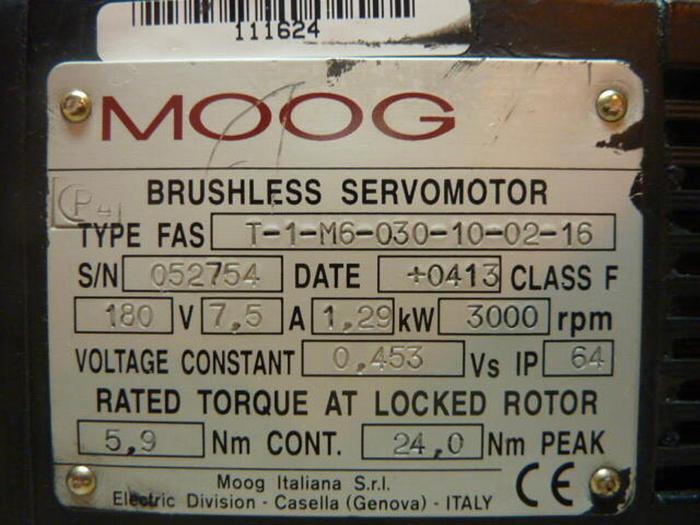 111624
MOOG
BRUSHLESS SERVOMOTOR
TYPE FAS T-1-M6-030-10-02-16
S/N 052754 DATE +0413 CLASS F
180 V 7,5 A 1,29 kW 3000 rpm
VOLTAGE CONSTANT 0,453 Vs IP 64
RATED TORQUE AT LOCKED ROTOR
5,9 Nm CONT. 24,0 Nm PEAK
Moog Italiana S.r.l.
Electric Division - Casella (Genova) - ITALY
CE